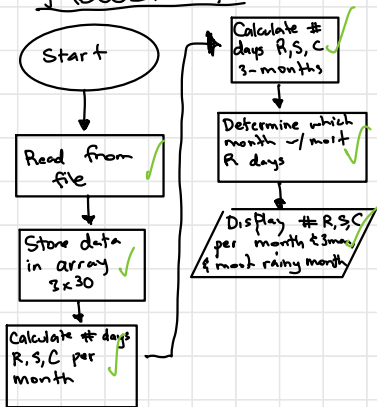 Start
Read from
file
Store data
in array
3x30
Calculate # days
R, S, C per
month
Calculate #
days R, S, C
3-months
Determine which
month w/ most
R days
Display # R,S,C
per month & 3mos
& most rainy month